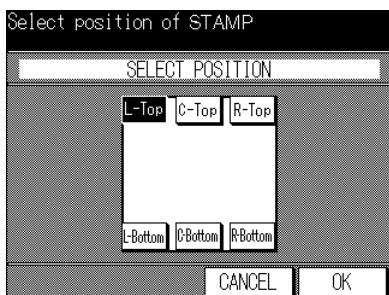 Select position of STAMP
SELECT POSITION
L-Top C-Top R-Top
L-Bottom C-Bottom R-Bottom
CANCEL OK